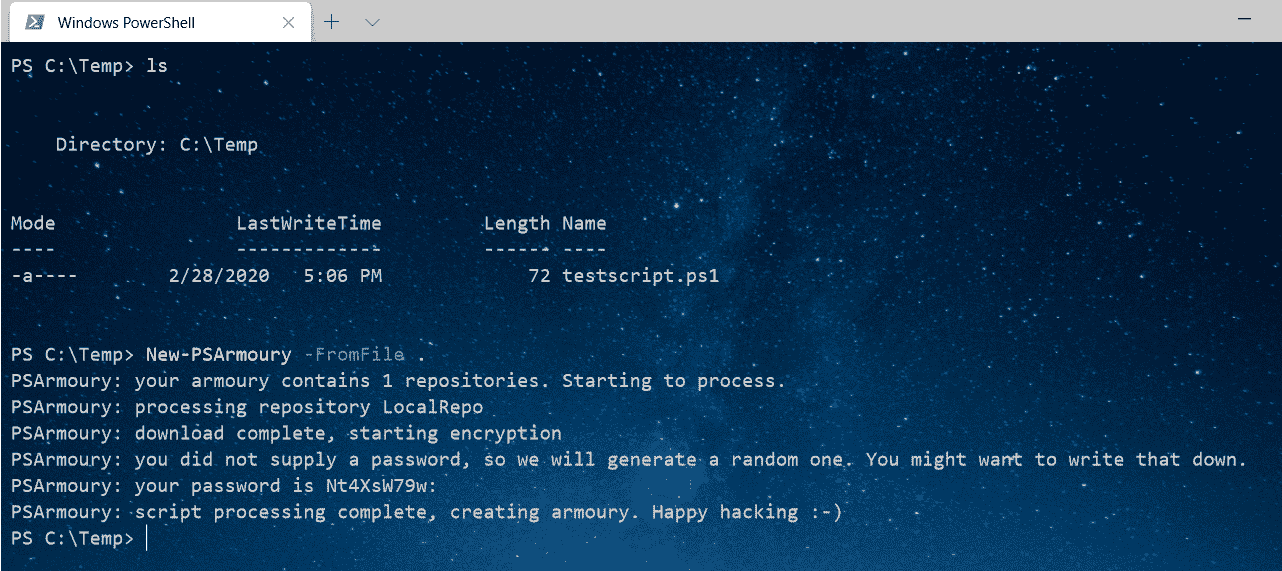 Windows PowerShell
PS C:\Temp> ls
Directory: C:\Temp
Mode                 LastWriteTime         Length Name
----                 -------------         ------ ----
-a----         2/28/2020   5:06 PM             72 testscript.ps1
PS C:\Temp> New-PSArmoury -FromFile .
PSArmoury: your armoury contains 1 repositories. Starting to process.
PSArmoury: processing repository LocalRepo
PSArmoury: download complete, starting encryption
PSArmoury: you did not supply a password, so we will generate a random one. You might want to write that down.
PSArmoury: your password is Nt4XsW79w:
PSArmoury: script processing complete, creating armoury. Happy hacking :-)
PS C:\Temp>